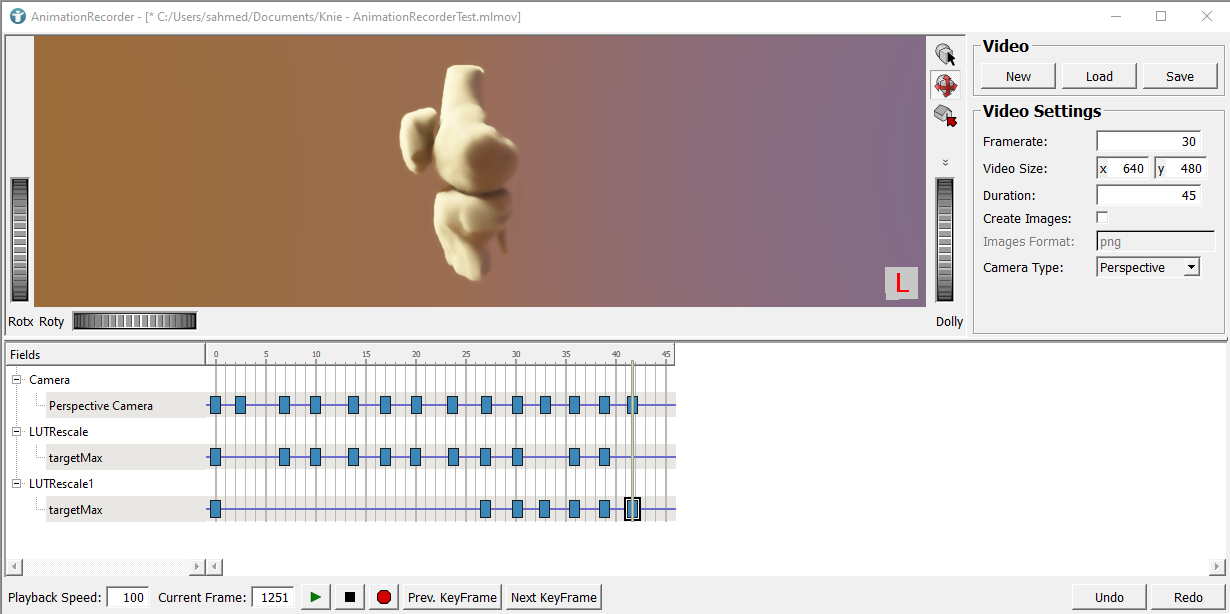 AnimationRecorder - [* C:/Users/sahmed/Documents/Knie - AnimationRecorderTest.mlmov]
Video
New Load Save
Video Settings
Framerate: 30
Video Size: x 640 y 480
Duration: 45
Create Images:
Images Format: png
Camera Type: Perspective
L
Rotx Roty Dolly
Fields 0 5 10 15 20 25 30 35 40 45
Camera
Perspective Camera
LUTRescale
targetMax
LUTRescale1
targetMax
Playback Speed: 100 Current Frame: 1251 Prev. KeyFrame Next KeyFrame Undo Redo